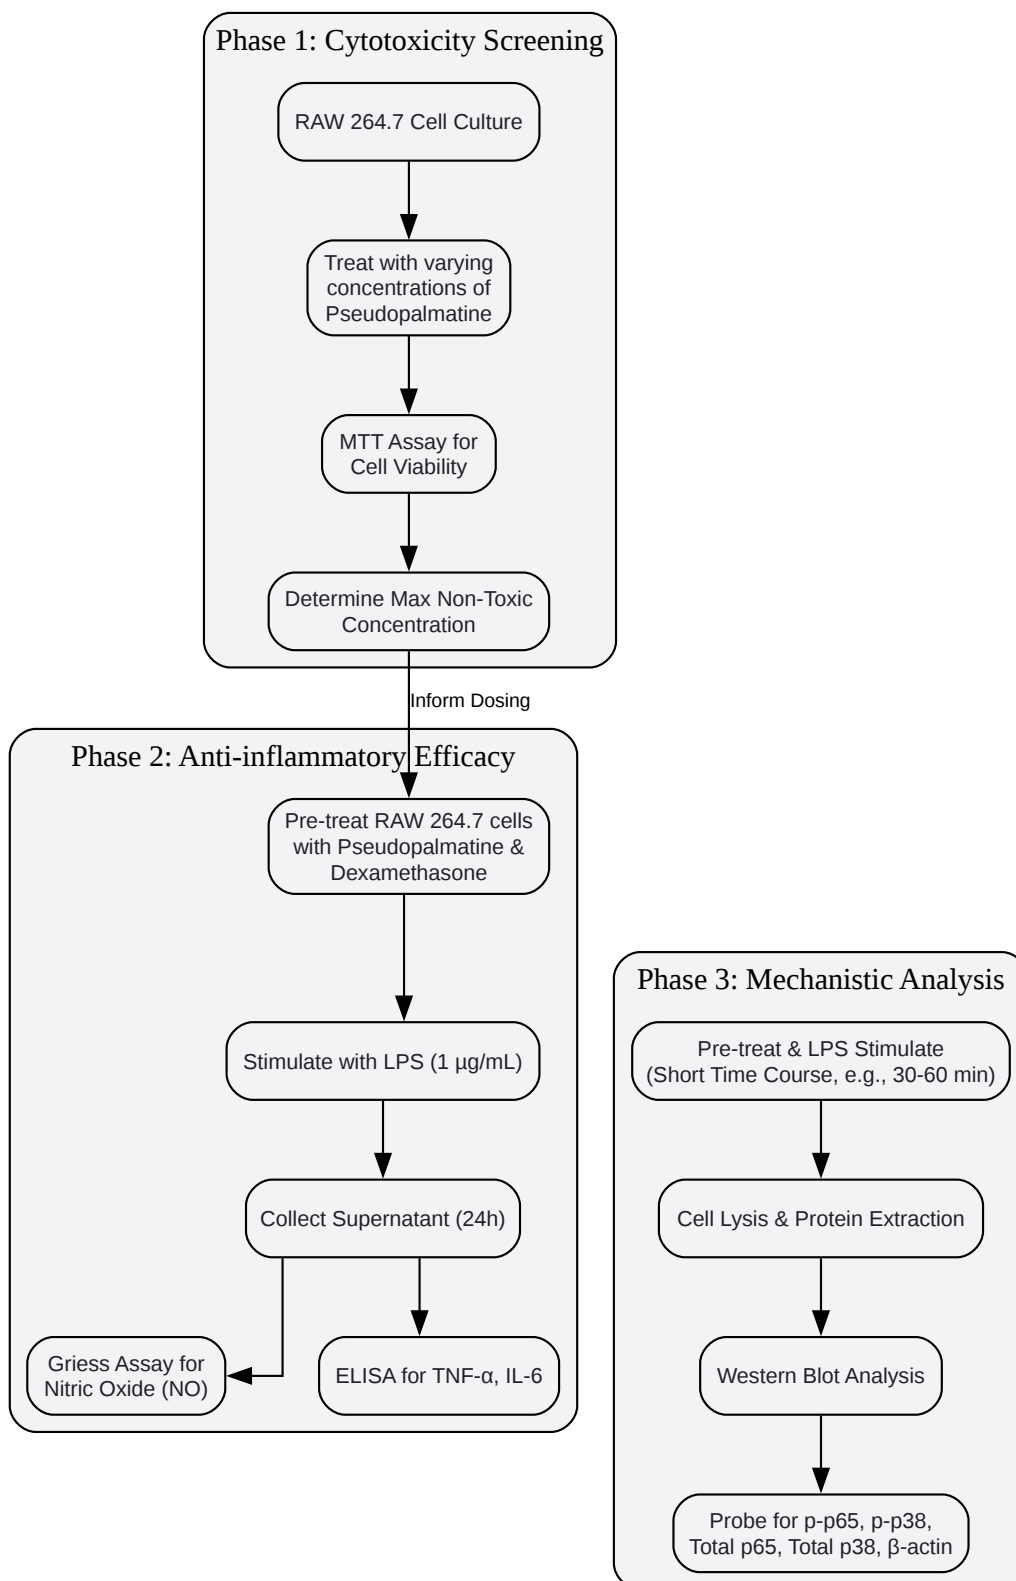 Phase 1: Cytotoxicity Screening
RAW 264.7 Cell Culture
Treat with varying
concentrations of
Pseudopalmatine
MTT Assay for
Cell Viability
Determine Max Non-Toxic
Concentration
Inform Dosing
Phase 2: Anti-inflammatory Efficacy
Pre-treat RAW 264.7 cells
with Pseudopalmatine &
Dexamethasone
Stimulate with LPS (1 µg/mL)
Collect Supernatant (24h)
Griess Assay for
Nitric Oxide (NO)
ELISA for TNF-α, IL-6
Phase 3: Mechanistic Analysis
Pre-treat & LPS Stimulate
(Short Time Course, e.g., 30-60 min)
Cell Lysis & Protein Extraction
Western Blot Analysis
Probe for p-p65, p-p38,
Total p65, Total p38, β-actin